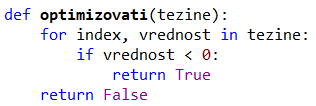 def optimizovati(tezine):
    for index, vrednost in tezine:
        if vrednost < 0:
            return True
    return False